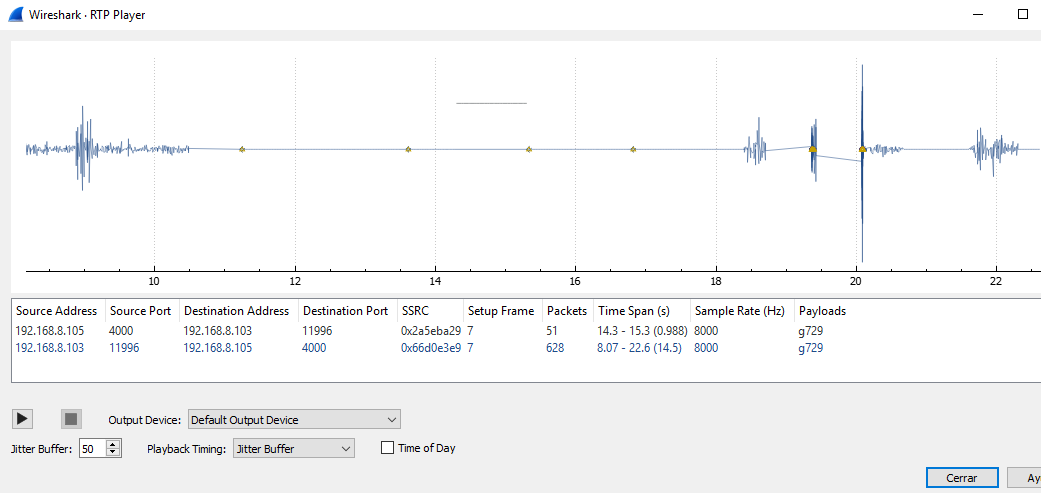 Wireshark · RTP Player
10 12 14 16 18 20 22
Source Address Source Port Destination Address Destination Port SSRC Setup Frame Packets Time Span (s) Sample Rate (Hz) Payloads
192.168.8.105 4000 192.168.8.103 11996 0x2a5eba29 7 51 14.3 - 15.3 (0.988) 8000 g729
192.168.8.103 11996 192.168.8.105 4000 0x66d0e3e9 7 628 8.07 - 22.6 (14.5) 8000 g729
Output Device: Default Output Device
Jitter Buffer: 50 Playback Timing: Jitter Buffer Time of Day
Cerrar Ay